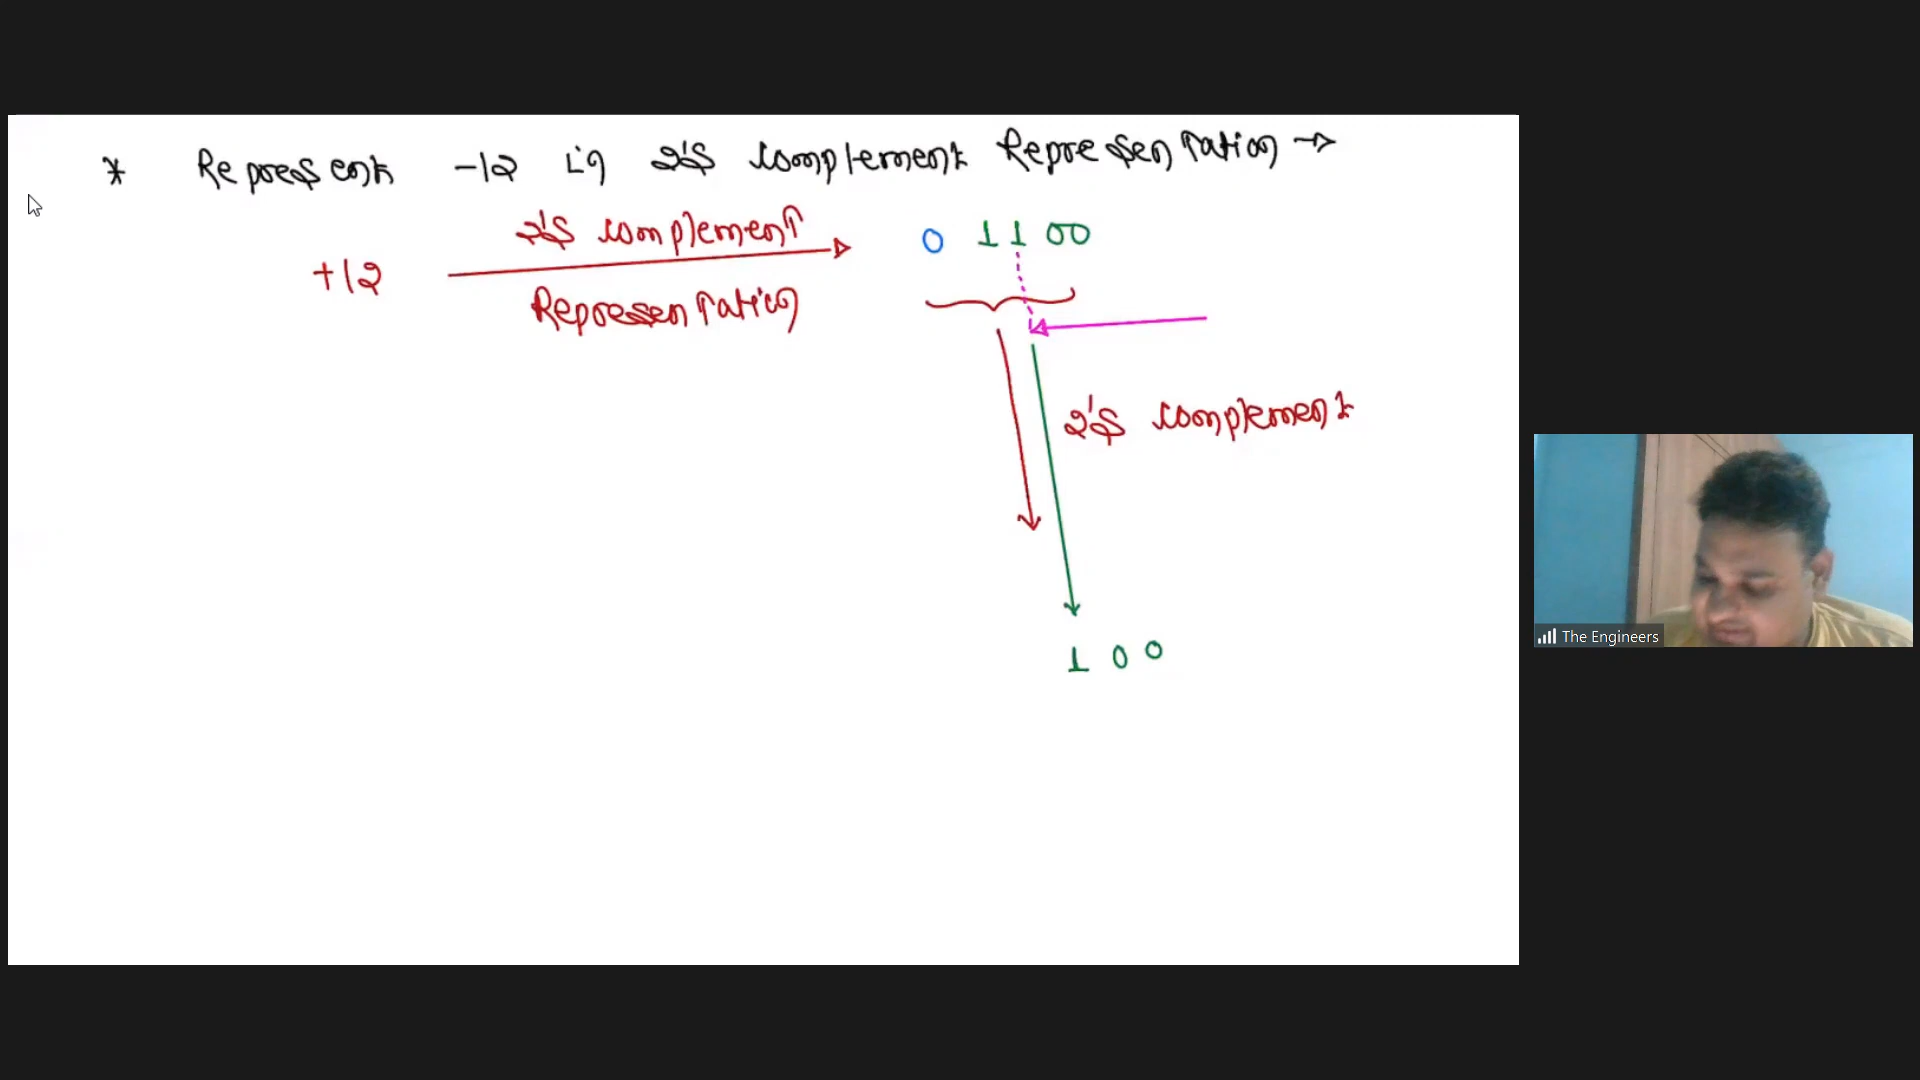 * Represent -12 in 2's complement Representation →
2's complement
+12
Representation
0 1 1 0 0
2's complement
1 0 0
The Engineers